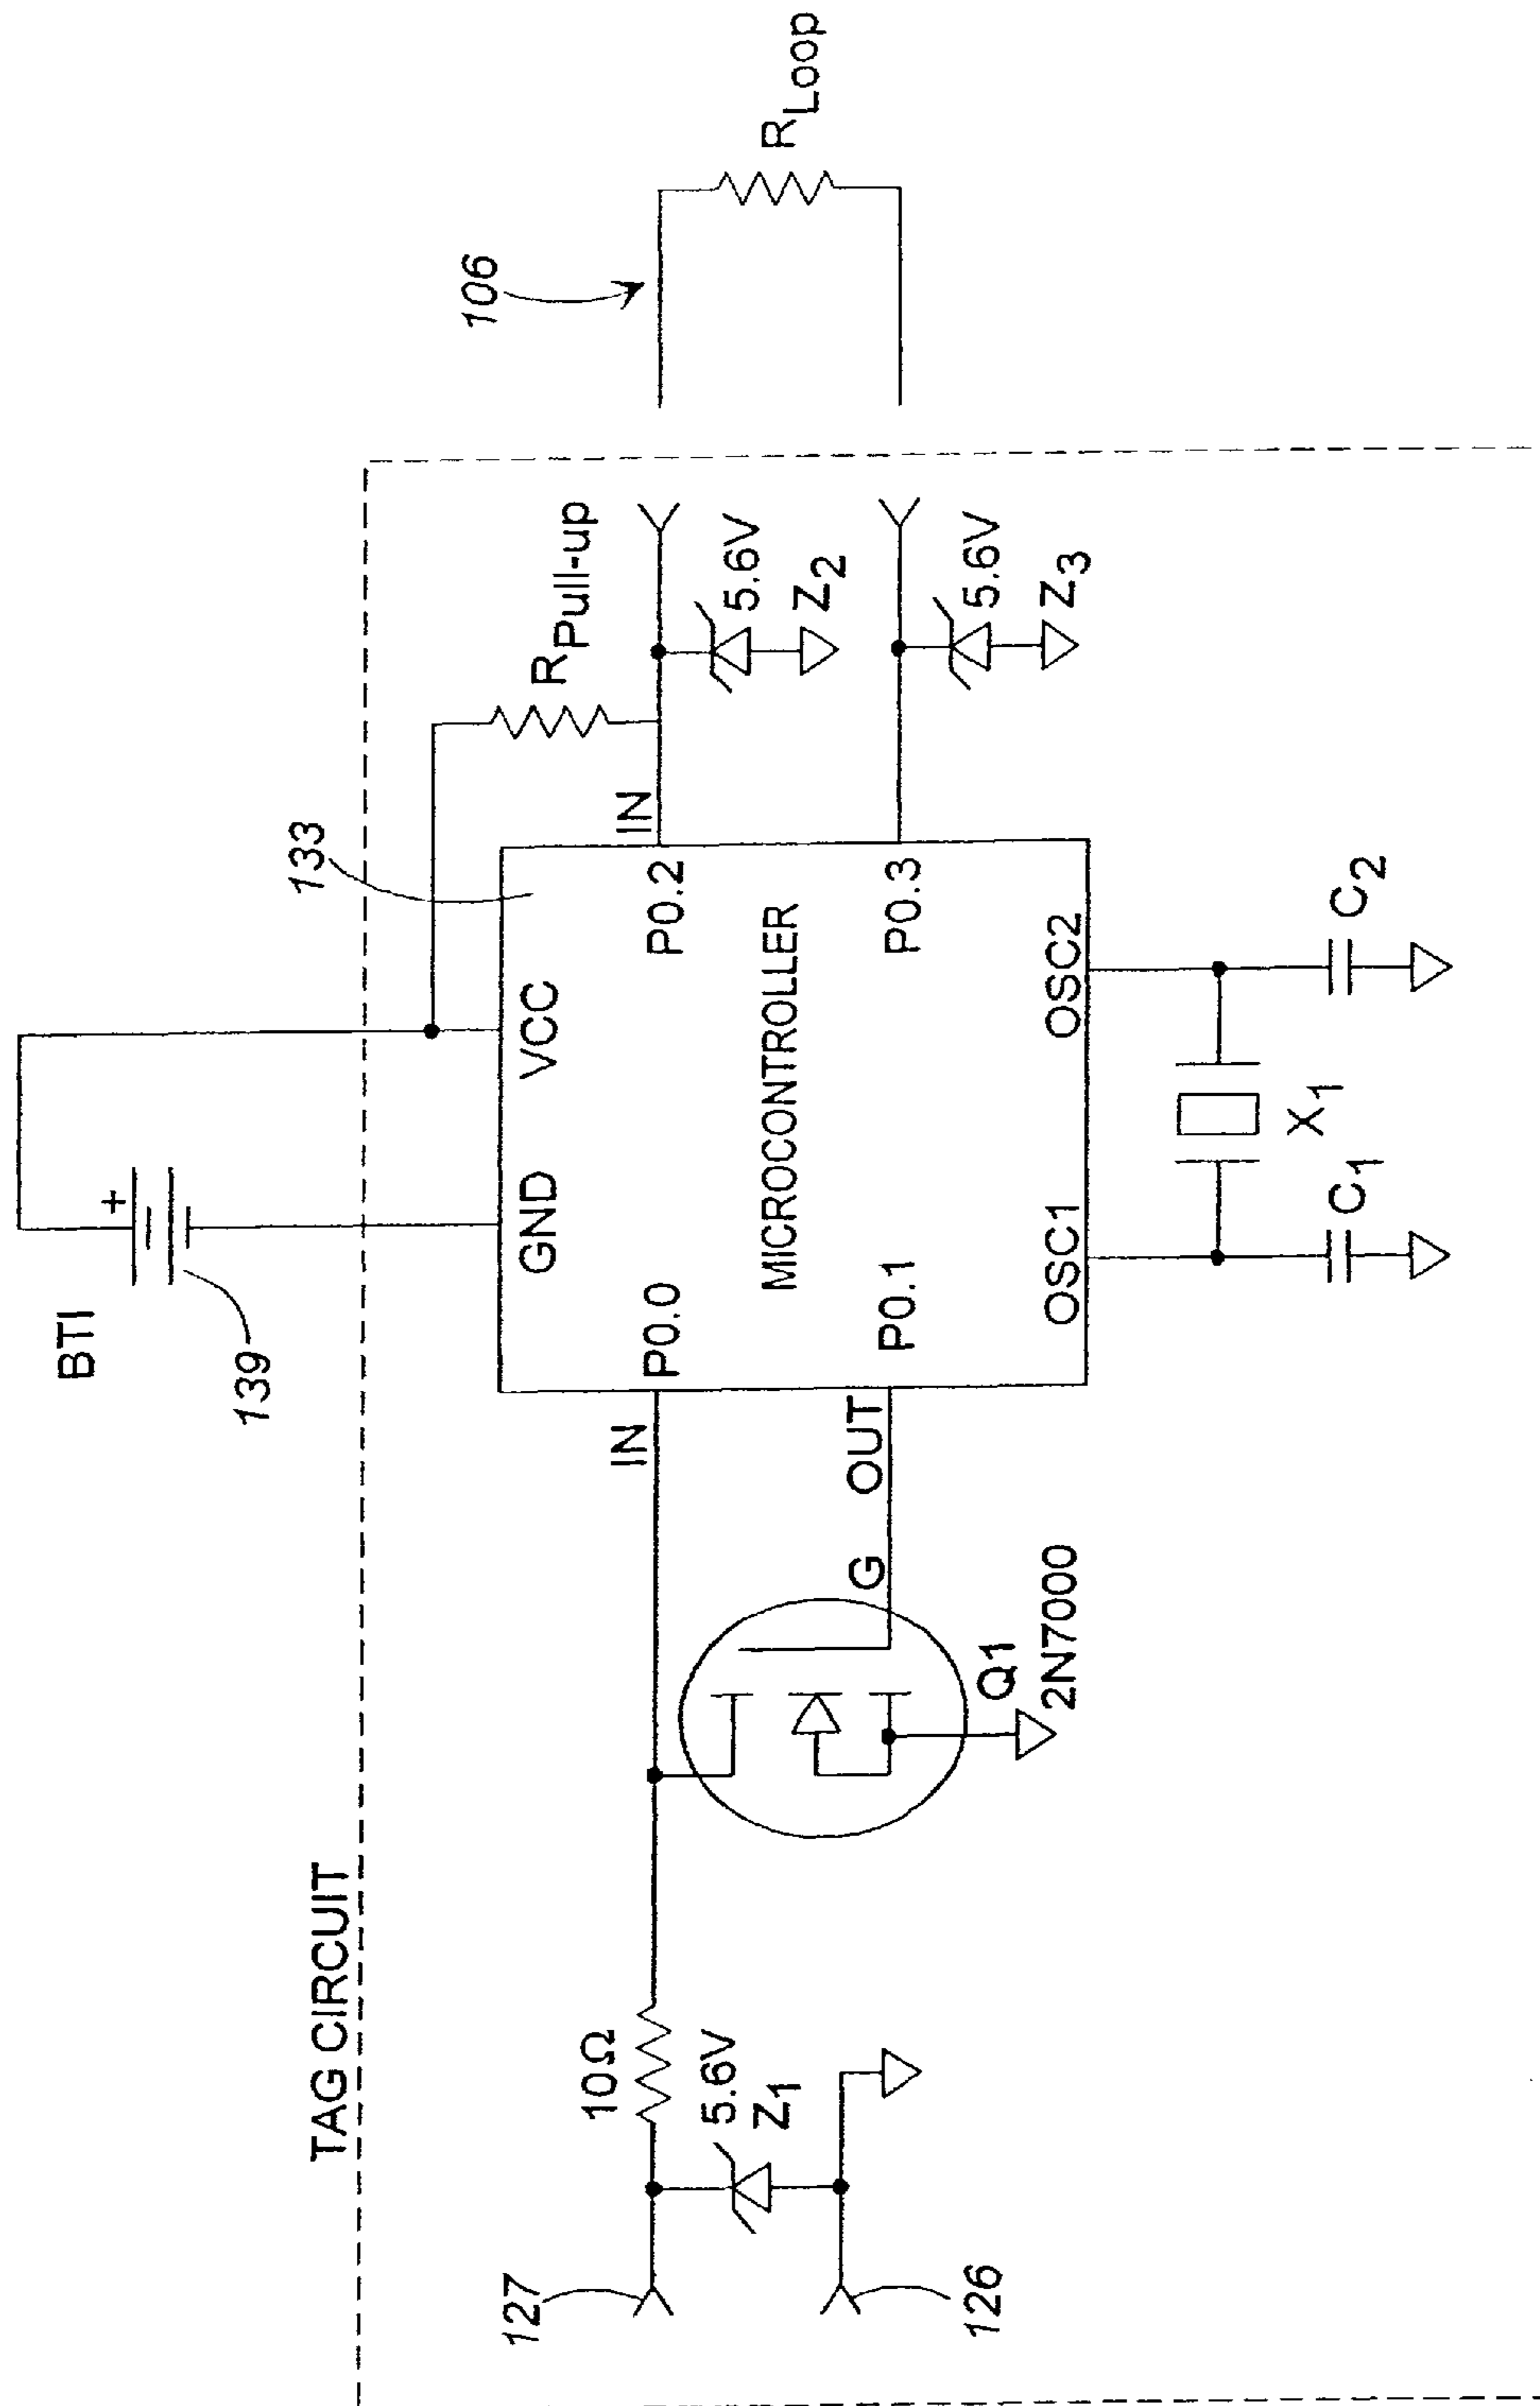 TAG CIRCUIT
BTI
+
139
133
106
127
126
10Ω
5.6V
Z1
IN
P0.0
GND
VCC
P0.2
IN
RPull-up
5.6V
Z2
RLoop
MICROCONTROLLER
G
OUT
P0.1
P0.3
5.6V
Z3
Q1
2N7000
OSC1
OSC2
X1
C1
C2